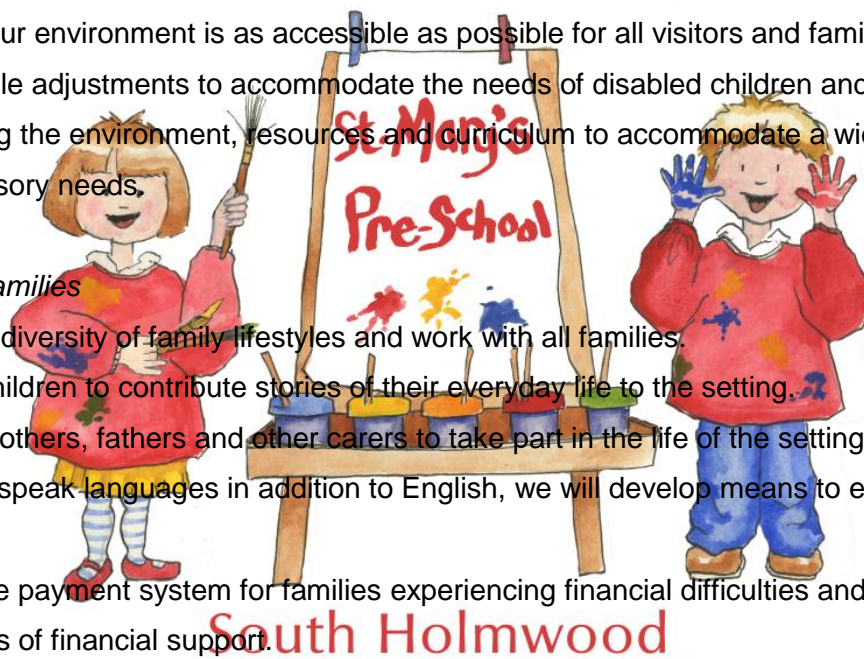 ur environment is as accessible as possible for all visitors and fami
le adjustments to accommodate the needs of disabled children and
g the environment, resources and curriculum to accommodate a wi
sory needs.
St-Mary's
Pre-School
amilies
diversity of family lifestyles and work with all families.
hildren to contribute stories of their everyday life to the setting.
others, fathers and other carers to take part in the life of the setting
speak languages in addition to English, we will develop means to e
e payment system for families experiencing financial difficulties and
s of financial support.
South Holmwood